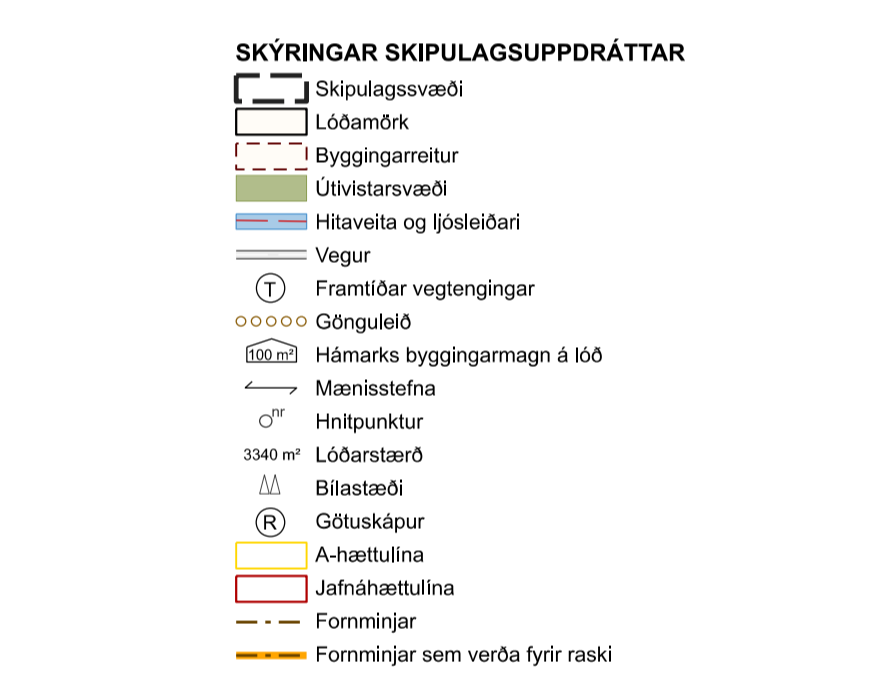 SKÝRINGAR SKIPULAGSUPPDRÁTTAR
Skipulagssvæði
Lóðamörk
Byggingarreitur
Útivistarsvæði
Hitaveita og ljósleiðari
Vegur
T Framtíðar vegtengingar
Gönguleið
100 m² Hámarks byggingarmagn á lóð
Mænisstefna
nr Hnitpunktur
3340 m² Lóðarstærð
Bílastæði
R Götuskápur
A-hættulína
Jafnáhættulína
Fornminjar
Fornminjar sem verða fyrir raski